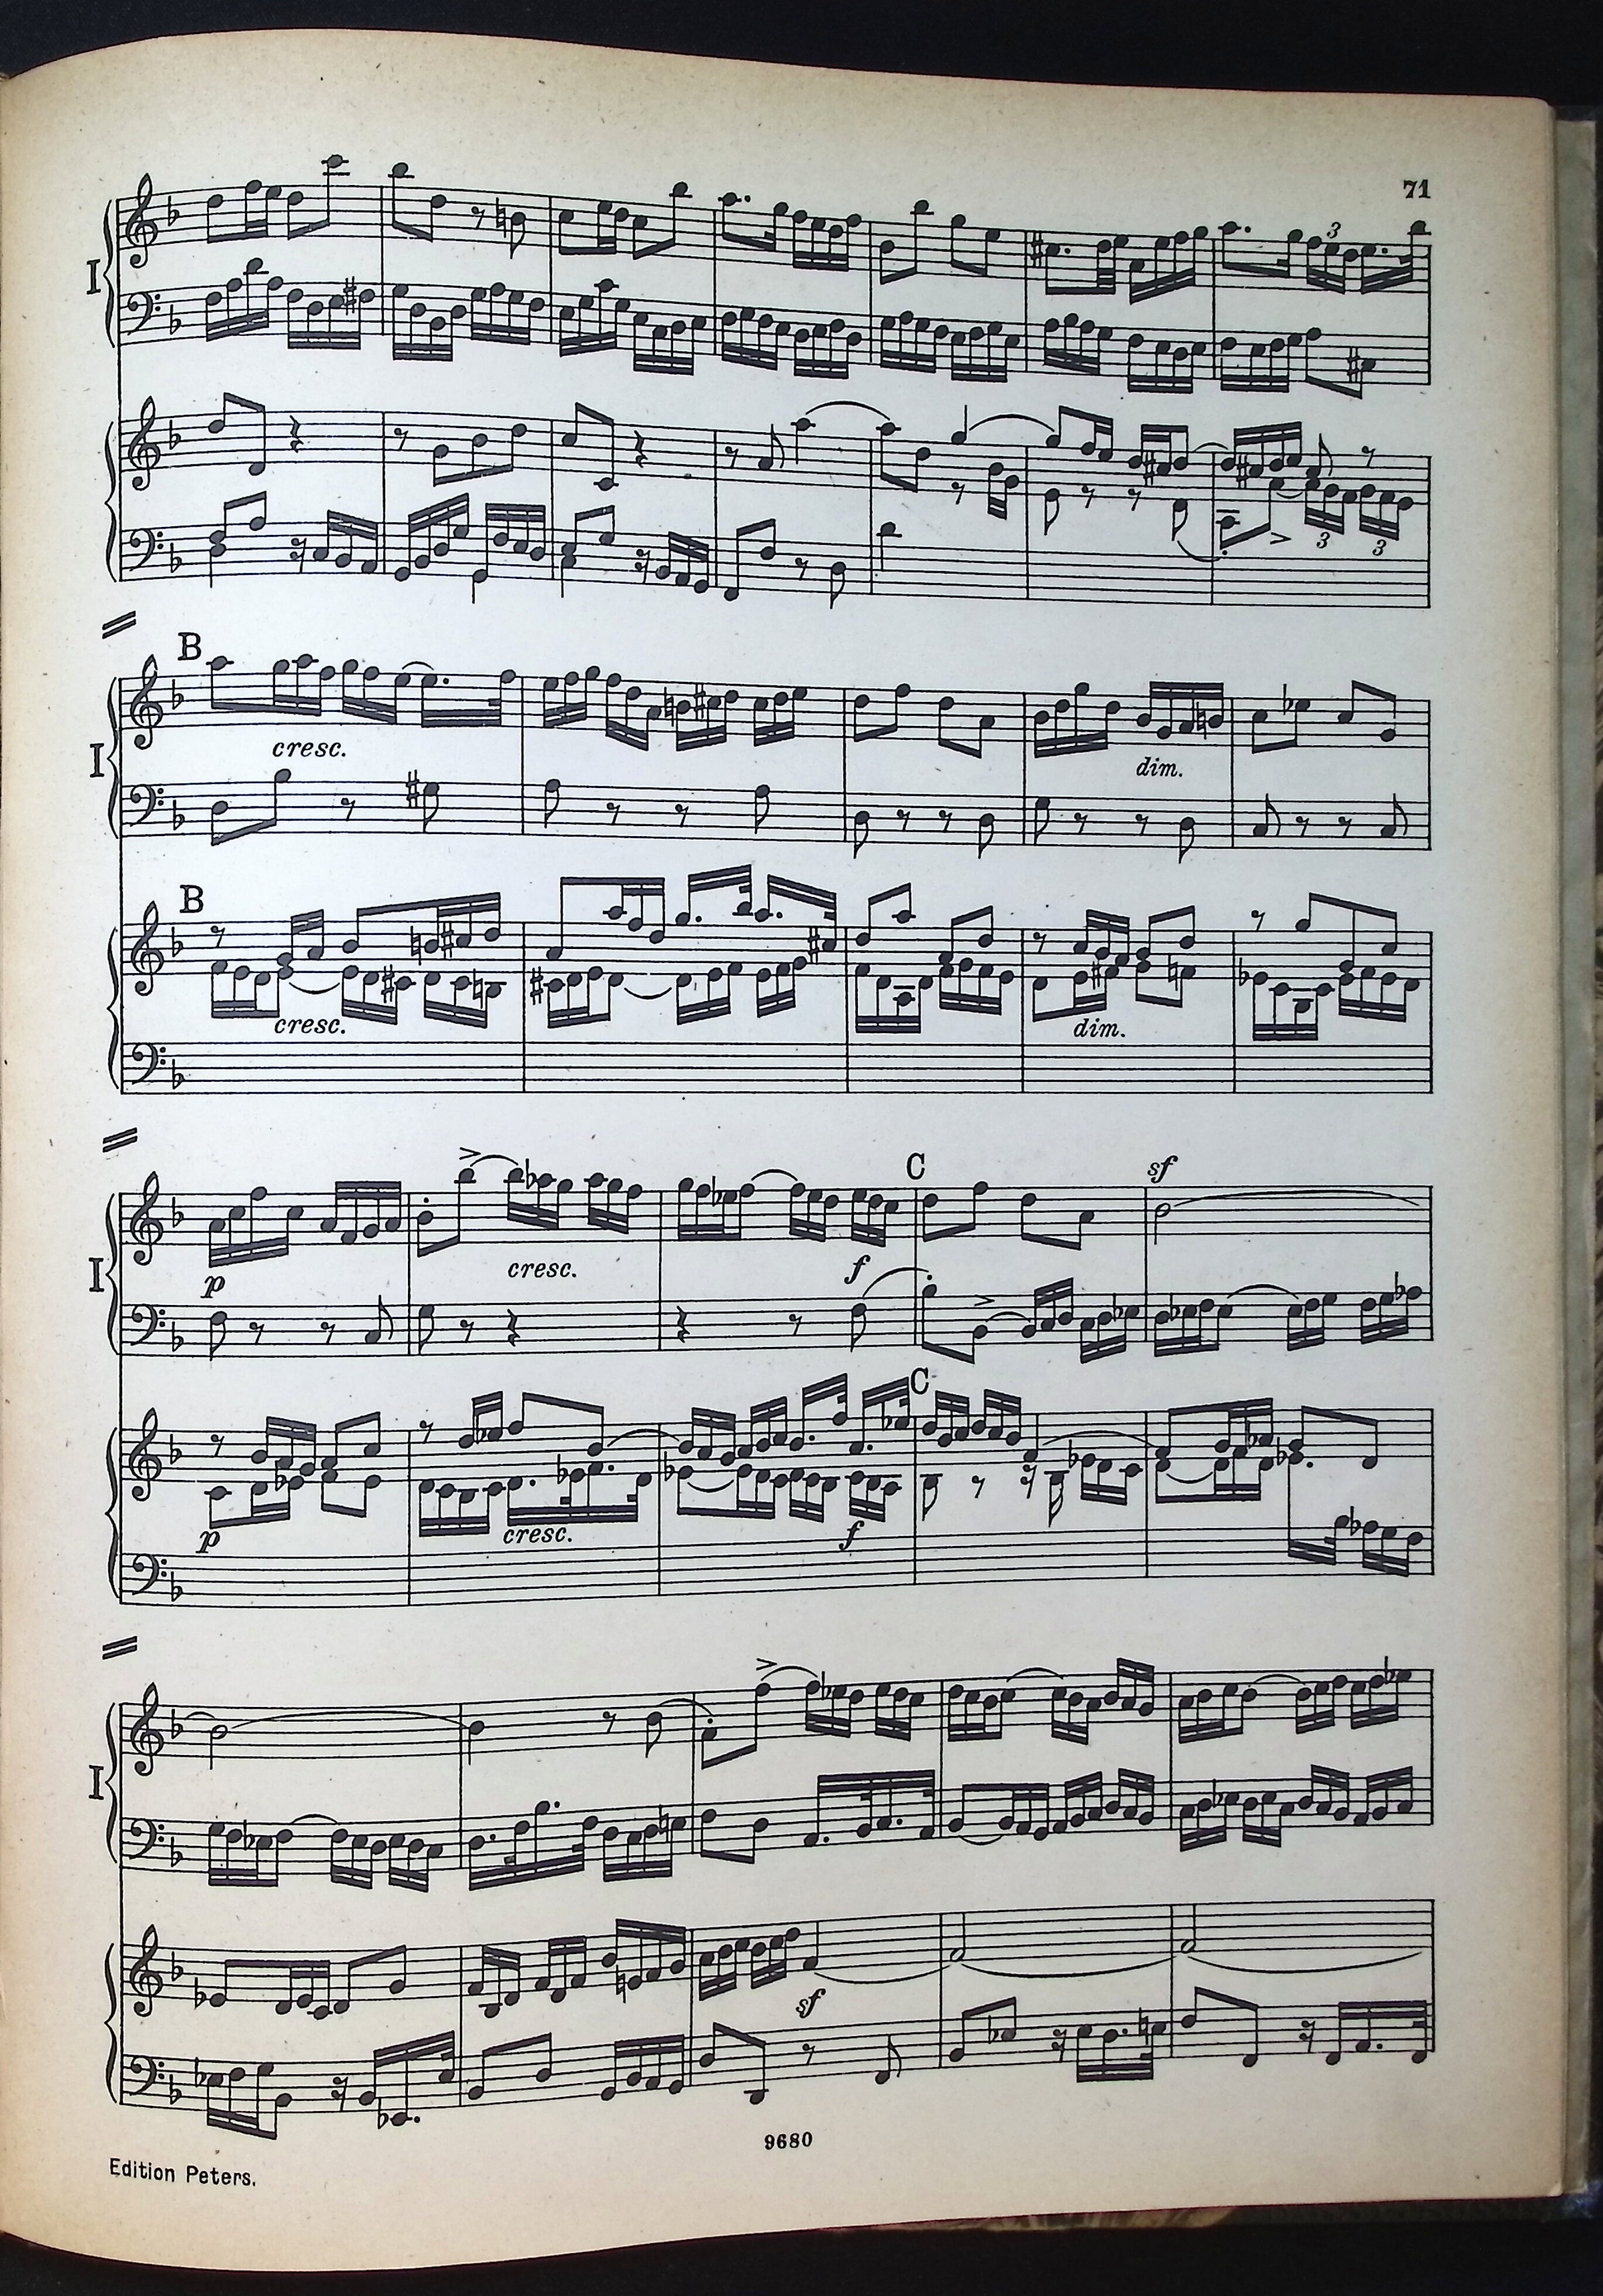 71
I
3
3
3
B
I
cresc.
dim.
B
cresc.
dim.
C
sf
I
p
cresc.
f
C
p
cresc.
f
I
sf
9680
Edition Peters.